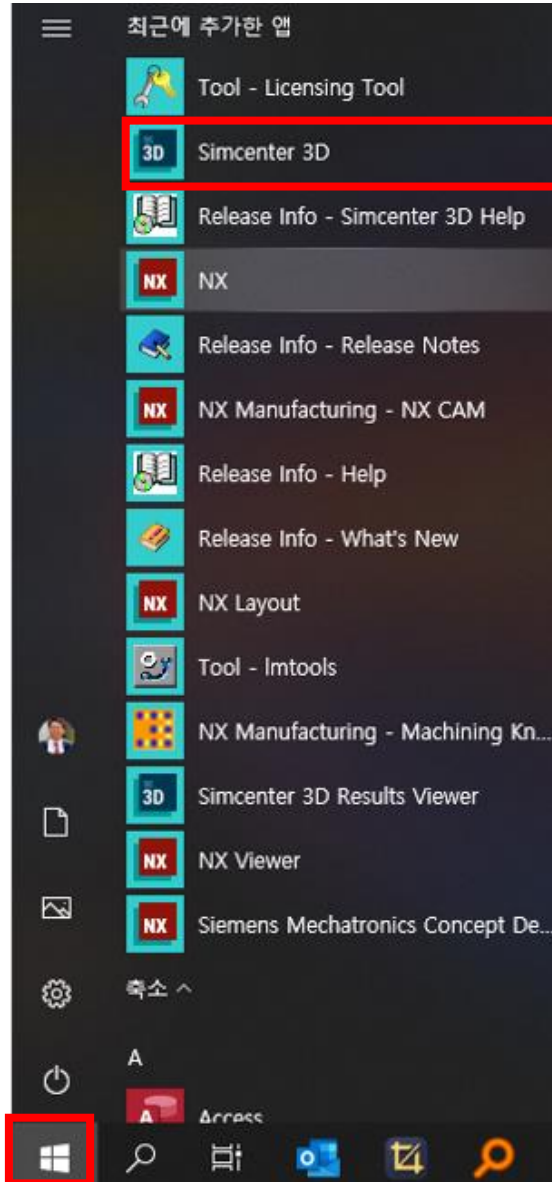 최근에 추가한 앱
Tool - Licensing Tool
3D
Simcenter 3D
Release Info - Simcenter 3D Help
NX
NX
Release Info - Release Notes
NX
NX Manufacturing - NX CAM
Release Info - Help
Release Info - What's New
NX
NX Layout
Tool - lmtools
NX Manufacturing - Machining Kn...
3D
Simcenter 3D Results Viewer
NX
NX Viewer
NX
Siemens Mechatronics Concept De...
축소
A
A
Access